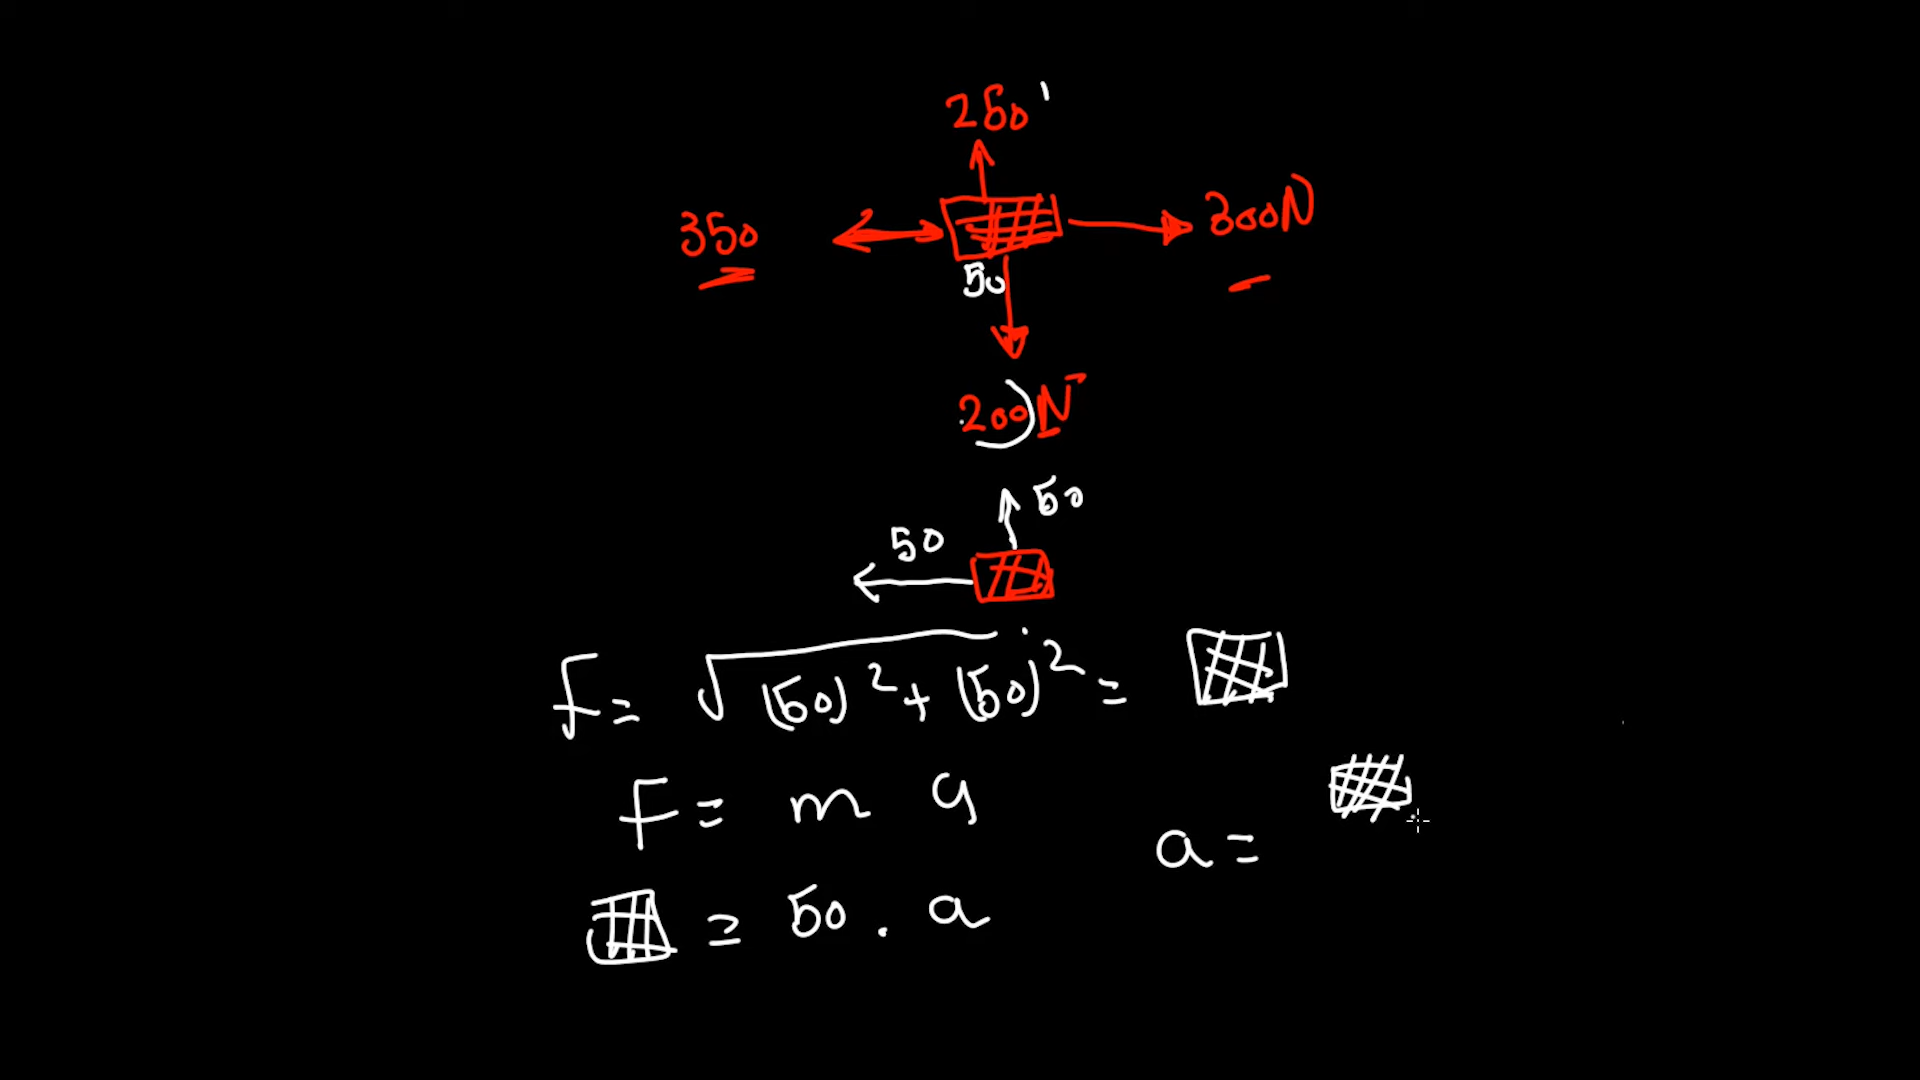 250
350 300N
50
200N
50
50
F = √(50)² + (50)² =
F = m a
a =
= 50 . a